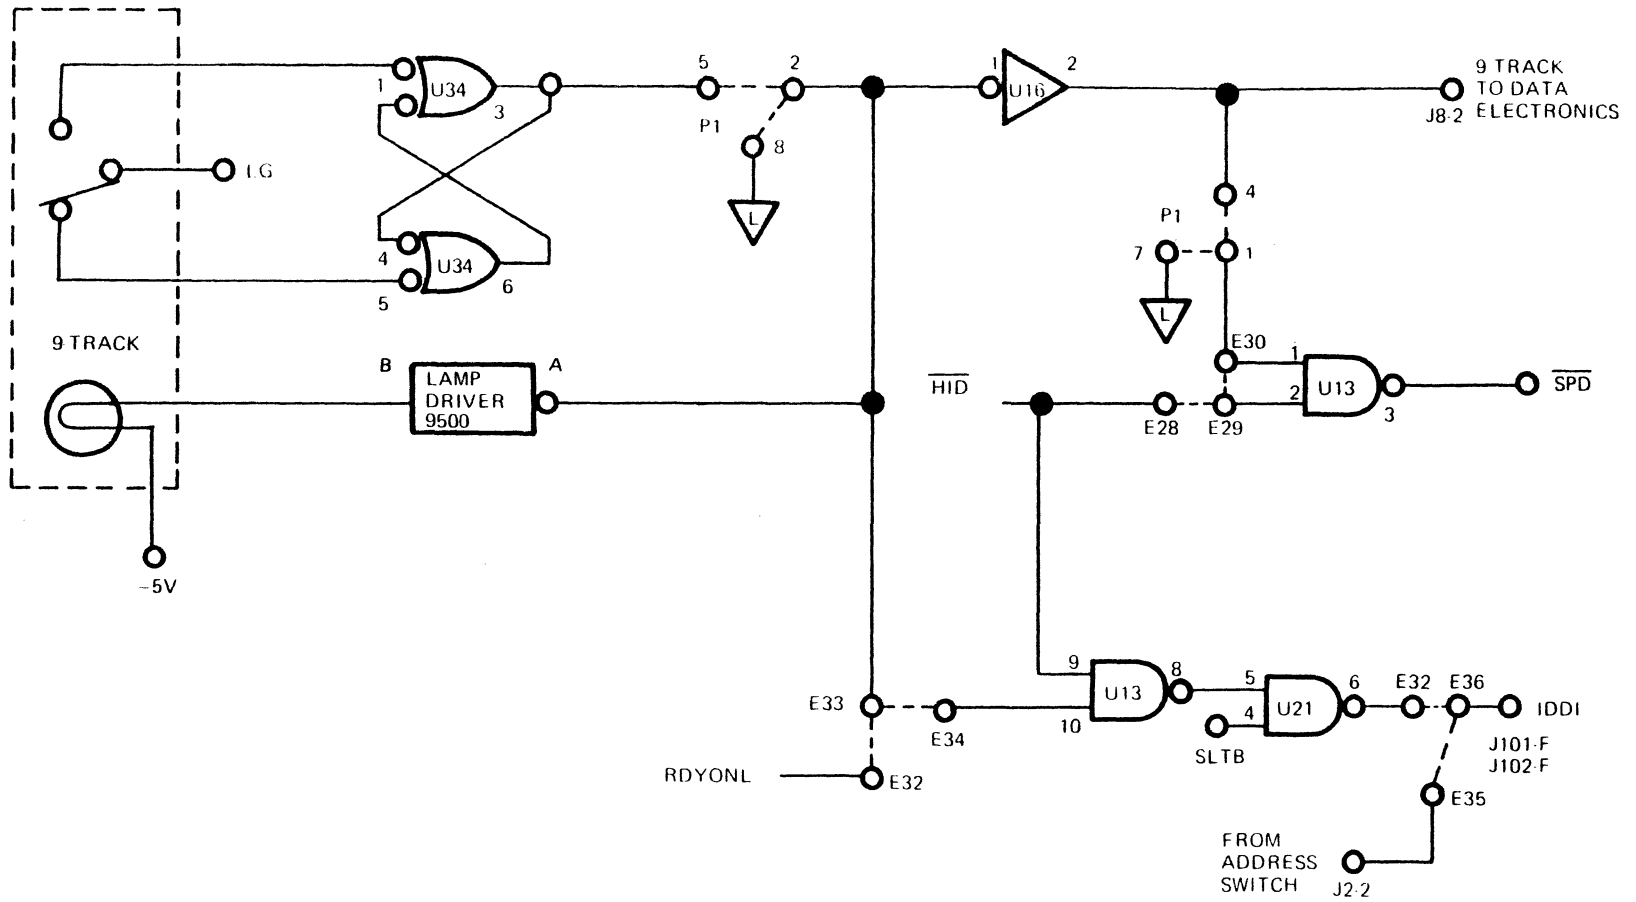 1
U34
3
5
P1
2
8
L
1
U16
2
9 TRACK
TO DATA
ELECTRONICS
J8-2
LG
4
5
U34
6
P1
4
7
1
L
9 TRACK
B
LAMP
DRIVER
9500
A
HID
E28
E29
E30
1
2
U13
3
SPD
-5V
E33
E34
RDYONL
E32
9
10
U13
8
5
4
SLTB
U21
6
E32
E36
IDDI
J101-F
J102-F
E35
FROM
ADDRESS
SWITCH
J2-2